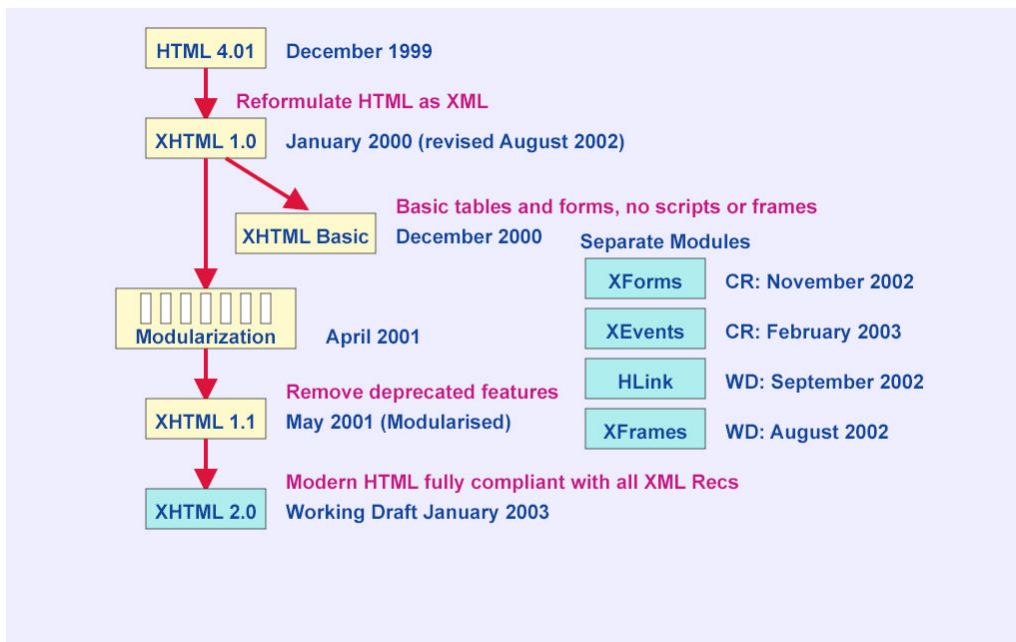 HTML 4.01 December 1999
Reformulate HTML as XML
XHTML 1.0 January 2000 (revised August 2002)
Basic tables and forms, no scripts or frames
XHTML Basic December 2000
Separate Modules
XForms CR: November 2002
Modularization April 2001
XEvents CR: February 2003
HLink WD: September 2002
Remove deprecated features
XHTML 1.1 May 2001 (Modularised)
XFrames WD: August 2002
Modern HTML fully compliant with all XML Recs
XHTML 2.0 Working Draft January 2003